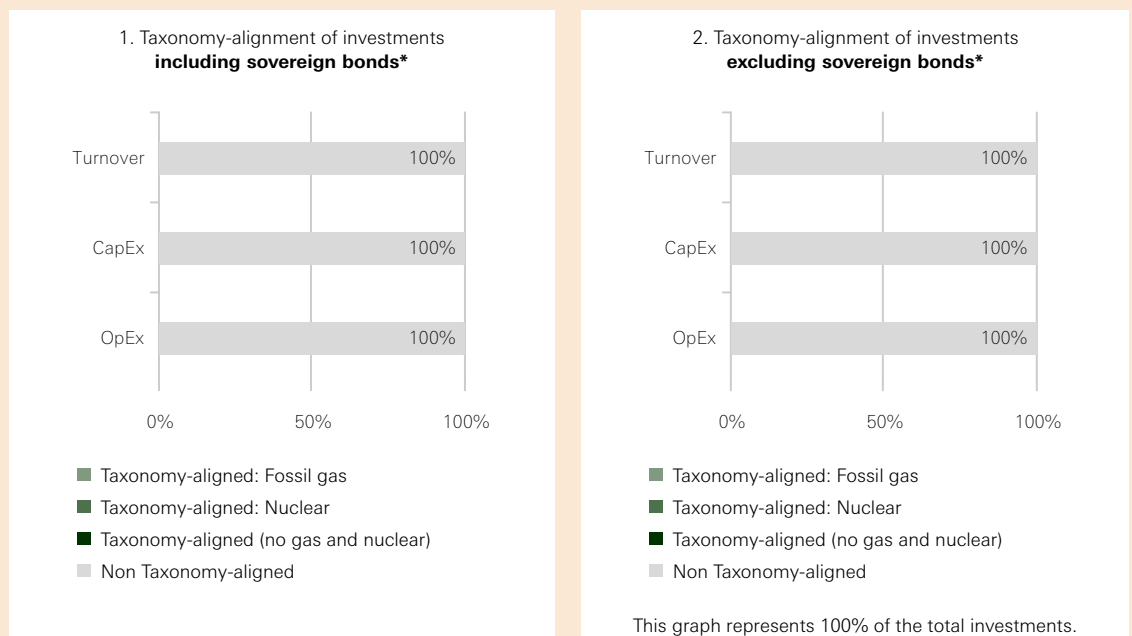 1. Taxonomy-alignment of investments
including sovereign bonds*
Turnover
100%
CapEx
100%
OpEx
100%
0%
50%
100%
Taxonomy-aligned: Fossil gas
Taxonomy-aligned: Nuclear
Taxonomy-aligned (no gas and nuclear)
Non Taxonomy-aligned
2. Taxonomy-alignment of investments
excluding sovereign bonds*
Turnover
100%
CapEx
100%
OpEx
100%
0%
50%
100%
Taxonomy-aligned: Fossil gas
Taxonomy-aligned: Nuclear
Taxonomy-aligned (no gas and nuclear)
Non Taxonomy-aligned
This graph represents 100% of the total investments.